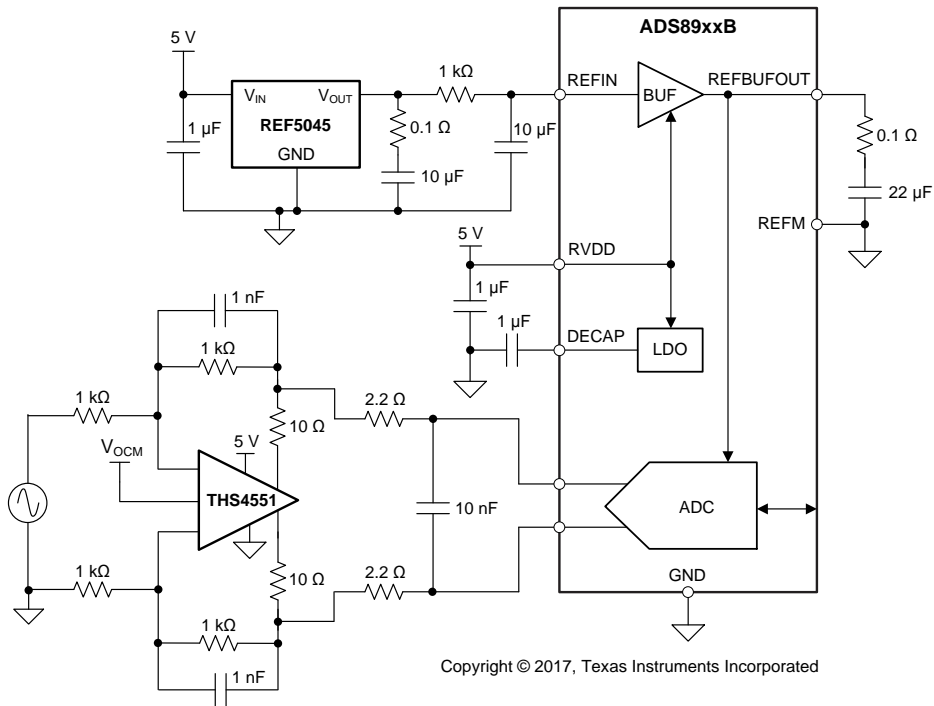 ADS89xxB
5 V
1 kΩ
REFIN
REFBUFOUT
V_IN
V_OUT
BUF
REF5045
1 µF
0.1 Ω
10 µF
0.1 Ω
GND
10 µF
22 µF
REFM
5 V
RVDD
1 µF
1 nF
1 µF
DECAP
LDO
1 kΩ
1 kΩ
2.2 Ω
10 Ω
V_OCM
5 V
THS4551
10 nF
ADC
1 kΩ
10 Ω
2.2 Ω
GND
1 kΩ
1 nF
Copyright © 2017, Texas Instruments Incorporated